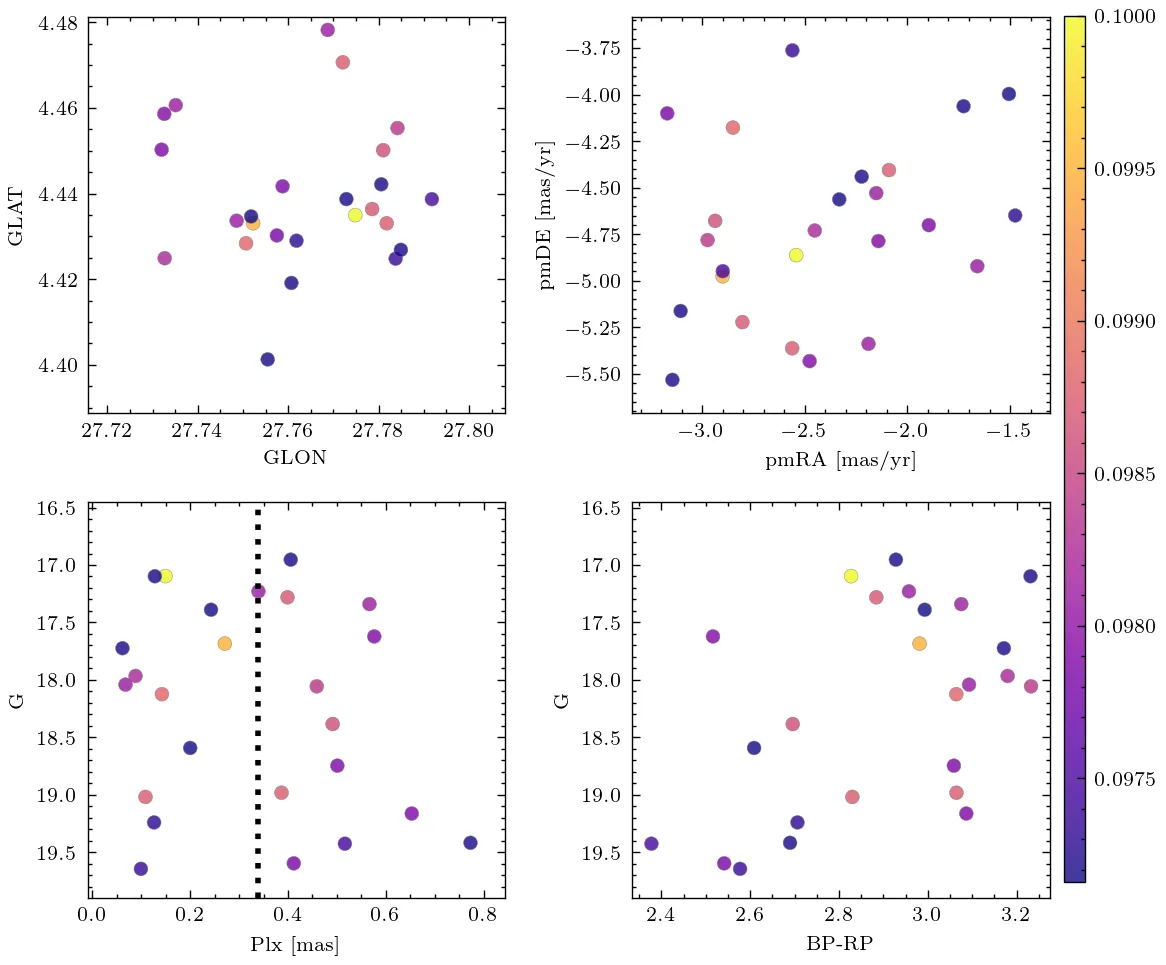 4.48
4.46
4.44
4.42
4.40
GLAT
27.72 27.74 27.76 27.78 27.80
GLON
−3.75
−4.00
−4.25
−4.50
−4.75
−5.00
−5.25
−5.50
pmDE [mas/yr]
−3.0 −2.5 −2.0 −1.5
pmRA [mas/yr]
16.5
17.0
17.5
18.0
18.5
19.0
19.5
G
0.0 0.2 0.4 0.6 0.8
Plx [mas]
16.5
17.0
17.5
18.0
18.5
19.0
19.5
G
2.4 2.6 2.8 3.0 3.2
BP-RP
0.1000
0.0995
0.0990
0.0985
0.0980
0.0975